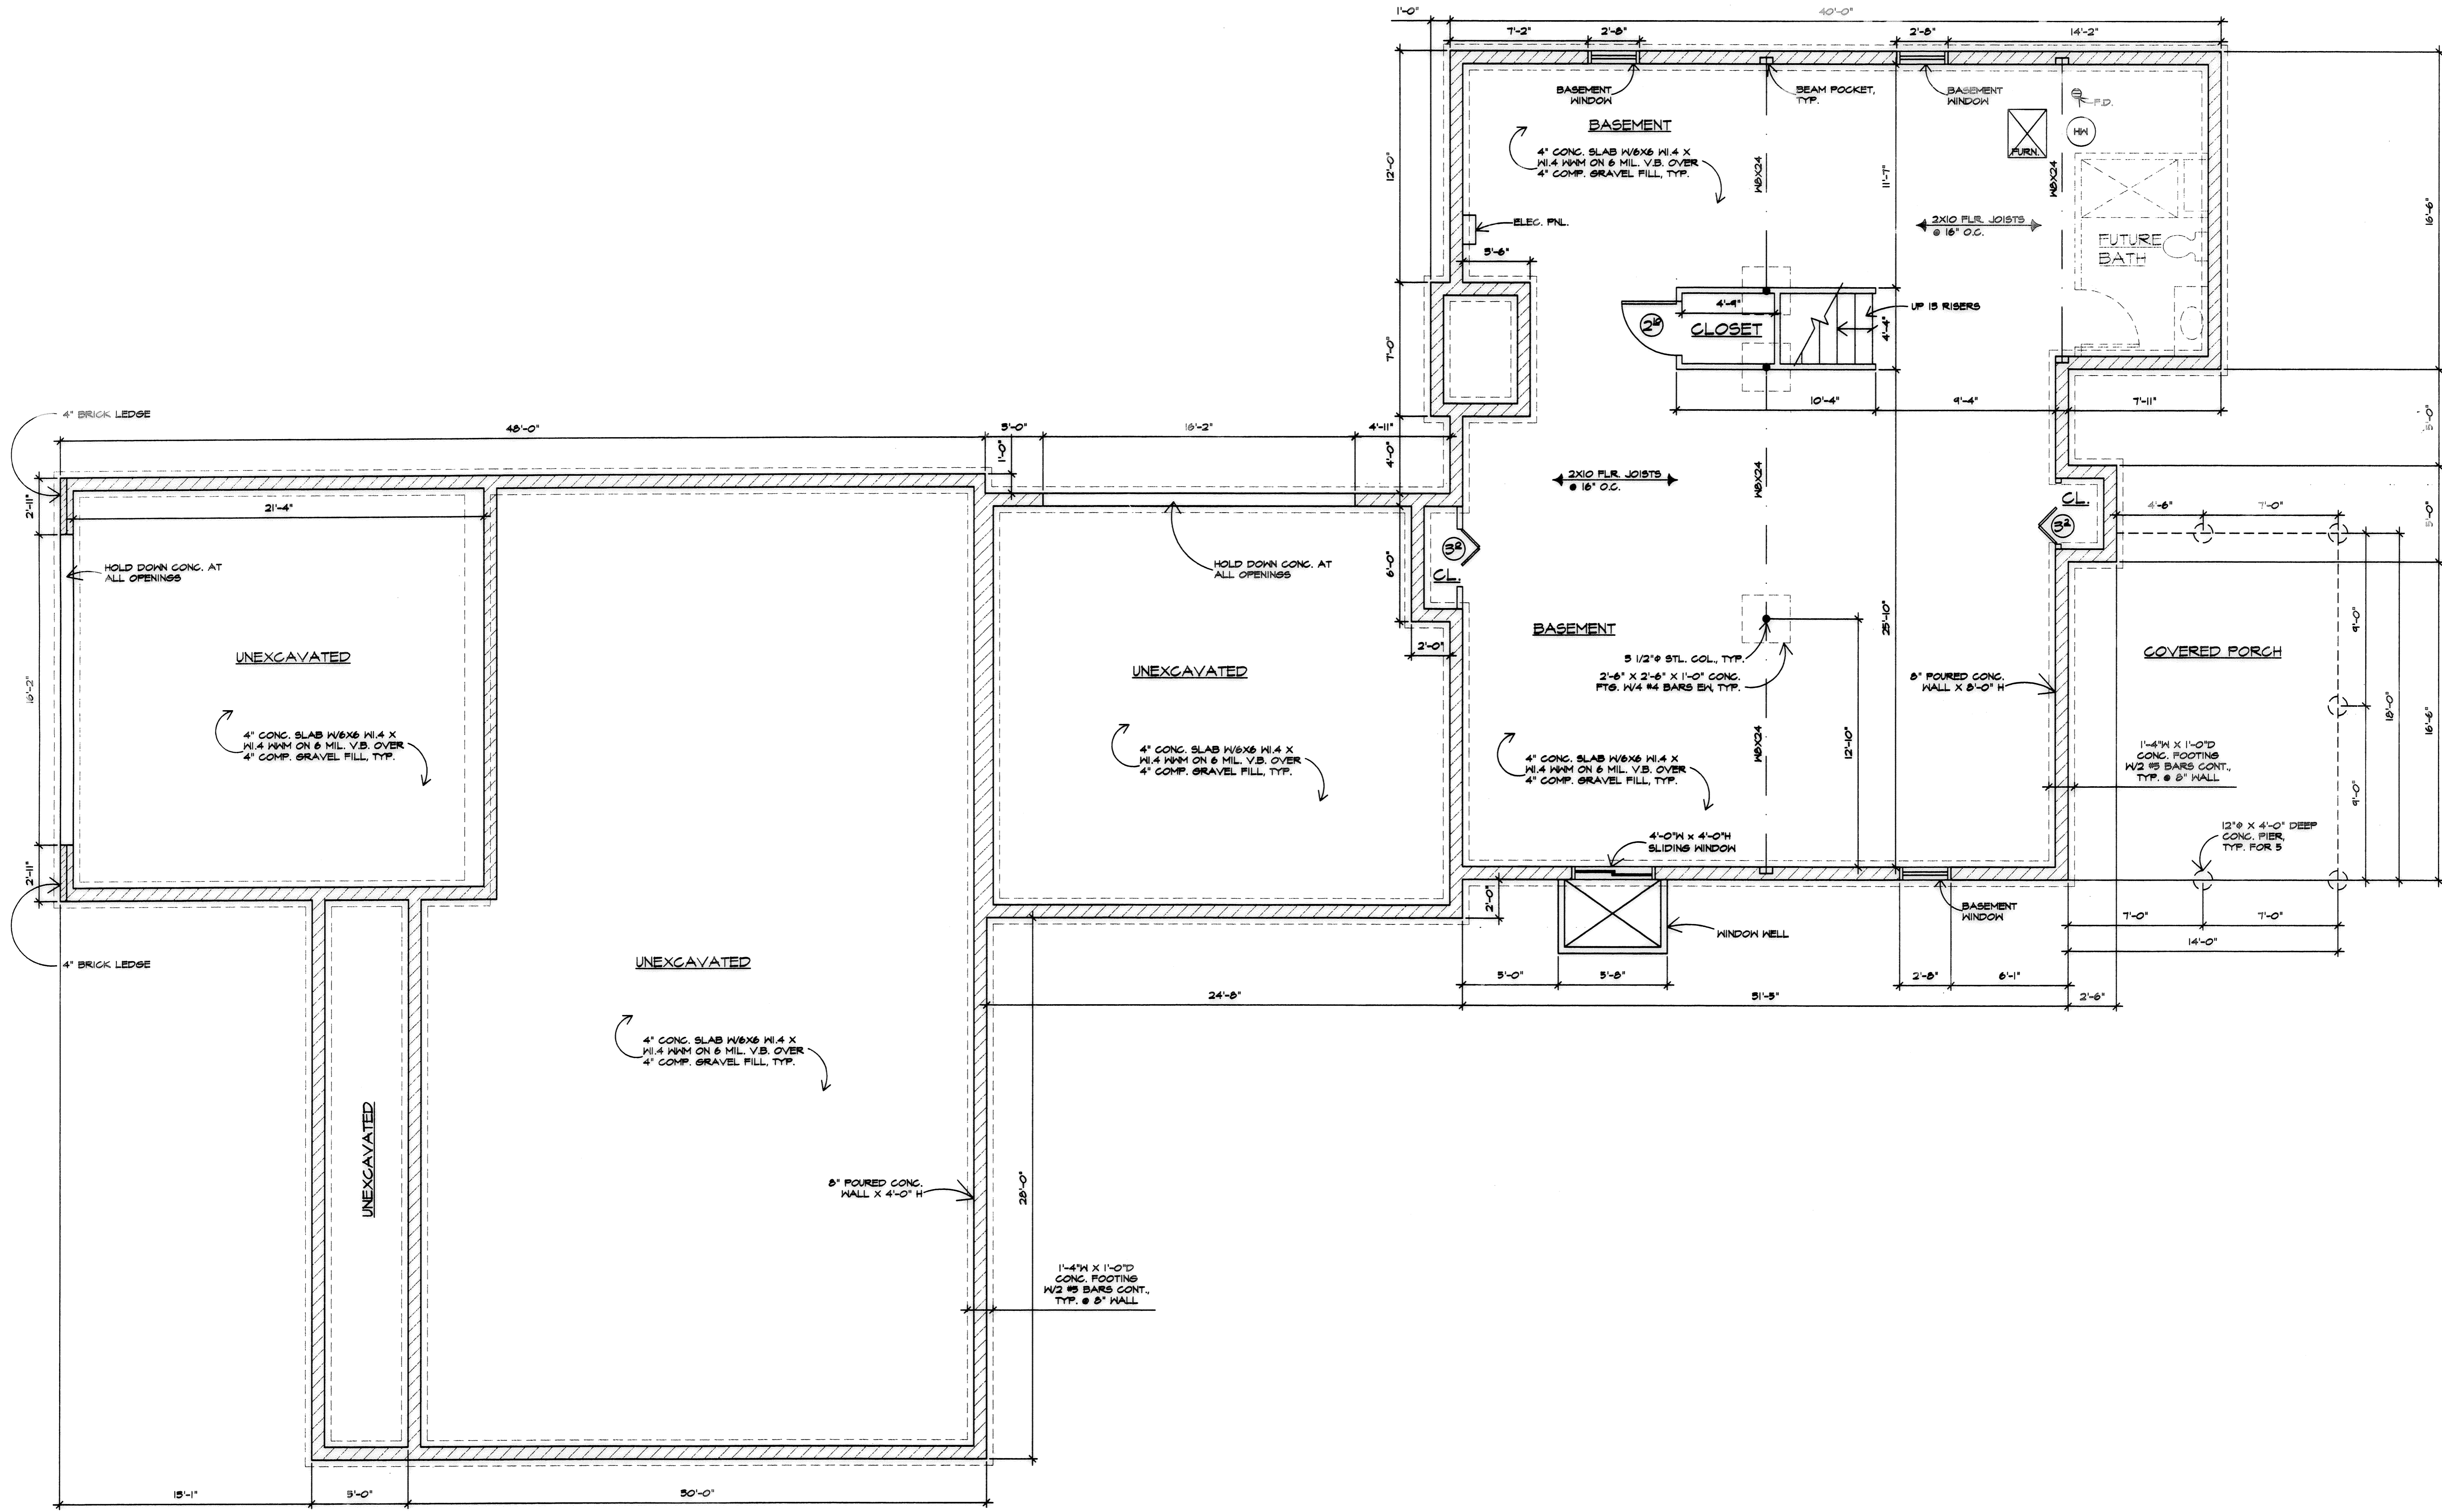 1'-0"
40'-0"
7'-2"
2'-8"
2'-8"
14'-2"
BASEMENT
WINDOW
BEAM POCKET,
TYP.
BASEMENT
WINDOW
F.D.
HW
FURN.
BASEMENT
4" CONC. SLAB W/6X6 W1.4 X
W1.4 WWM ON 6 MIL. V.B. OVER
4" COMP. GRAVEL FILL, TYP.
12'-0"
W8X24
11'-7"
W8X24
16'-6"
ELEC. PNL.
2X10 FLR. JOISTS
@ 16" O.C.
FUTURE
BATH
3'-6"
4'-9"
CLOSET
2 10
UP 13 RISERS
4'-4"
7'-0"
10'-4"
9'-4"
7'-11"
5'-0"
4" BRICK LEDGE
48'-0"
3'-0"
16'-2"
4'-11"
1'-0"
4'-0"
2X10 FLR. JOISTS
@ 16" O.C.
W8X24
2'-11"
21'-4"
CL.
3 2
4'-6"
7'-0"
5'-0"
HOLD DOWN CONC. AT
ALL OPENINGS
HOLD DOWN CONC. AT
ALL OPENINGS
6'-0"
CL.
2'-0"
BASEMENT
25'-10"
9'-0"
18'-0"
16'-6"
UNEXCAVATED
UNEXCAVATED
3 1/2"Φ STL. COL., TYP.
2'-6" X 2'-6" X 1'-0" CONC.
FTG. W/4 #4 BARS EW, TYP.
8" POURED CONC.
WALL X 8'-0" H
COVERED PORCH
16'-2"
4" CONC. SLAB W/6X6 W1.4 X
W1.4 WWM ON 6 MIL. V.B. OVER
4" COMP. GRAVEL FILL, TYP.
4" CONC. SLAB W/6X6 W1.4 X
W1.4 WWM ON 6 MIL. V.B. OVER
4" COMP. GRAVEL FILL, TYP.
4" CONC. SLAB W/6X6 W1.4 X
W1.4 WWM ON 6 MIL. V.B. OVER
4" COMP. GRAVEL FILL, TYP.
W8X24
12'-10"
1'-4"W X 1'-0"D
CONC. FOOTING
W/2 #5 BARS CONT.,
TYP. @ 8" WALL
9'-0"
4'-0"W x 4'-0"H
SLIDING WINDOW
12"Φ X 4'-0" DEEP
CONC. PIER,
TYP. FOR 5
2'-11"
2'-0"
BASEMENT
WINDOW
7'-0"
7'-0"
WINDOW WELL
14'-0"
4" BRICK LEDGE
UNEXCAVATED
5'-0"
5'-8"
2'-8"
6'-1"
24'-8"
31'-5"
2'-6"
4" CONC. SLAB W/6X6 W1.4 X
W1.4 WWM ON 6 MIL. V.B. OVER
4" COMP. GRAVEL FILL, TYP.
UNEXCAVATED
8" POURED CONC.
WALL X 4'-0" H
28'-0"
1'-4"W X 1'-0"D
CONC. FOOTING
W/2 #5 BARS CONT.,
TYP. @ 8" WALL
13'-1"
5'-0"
30'-0"